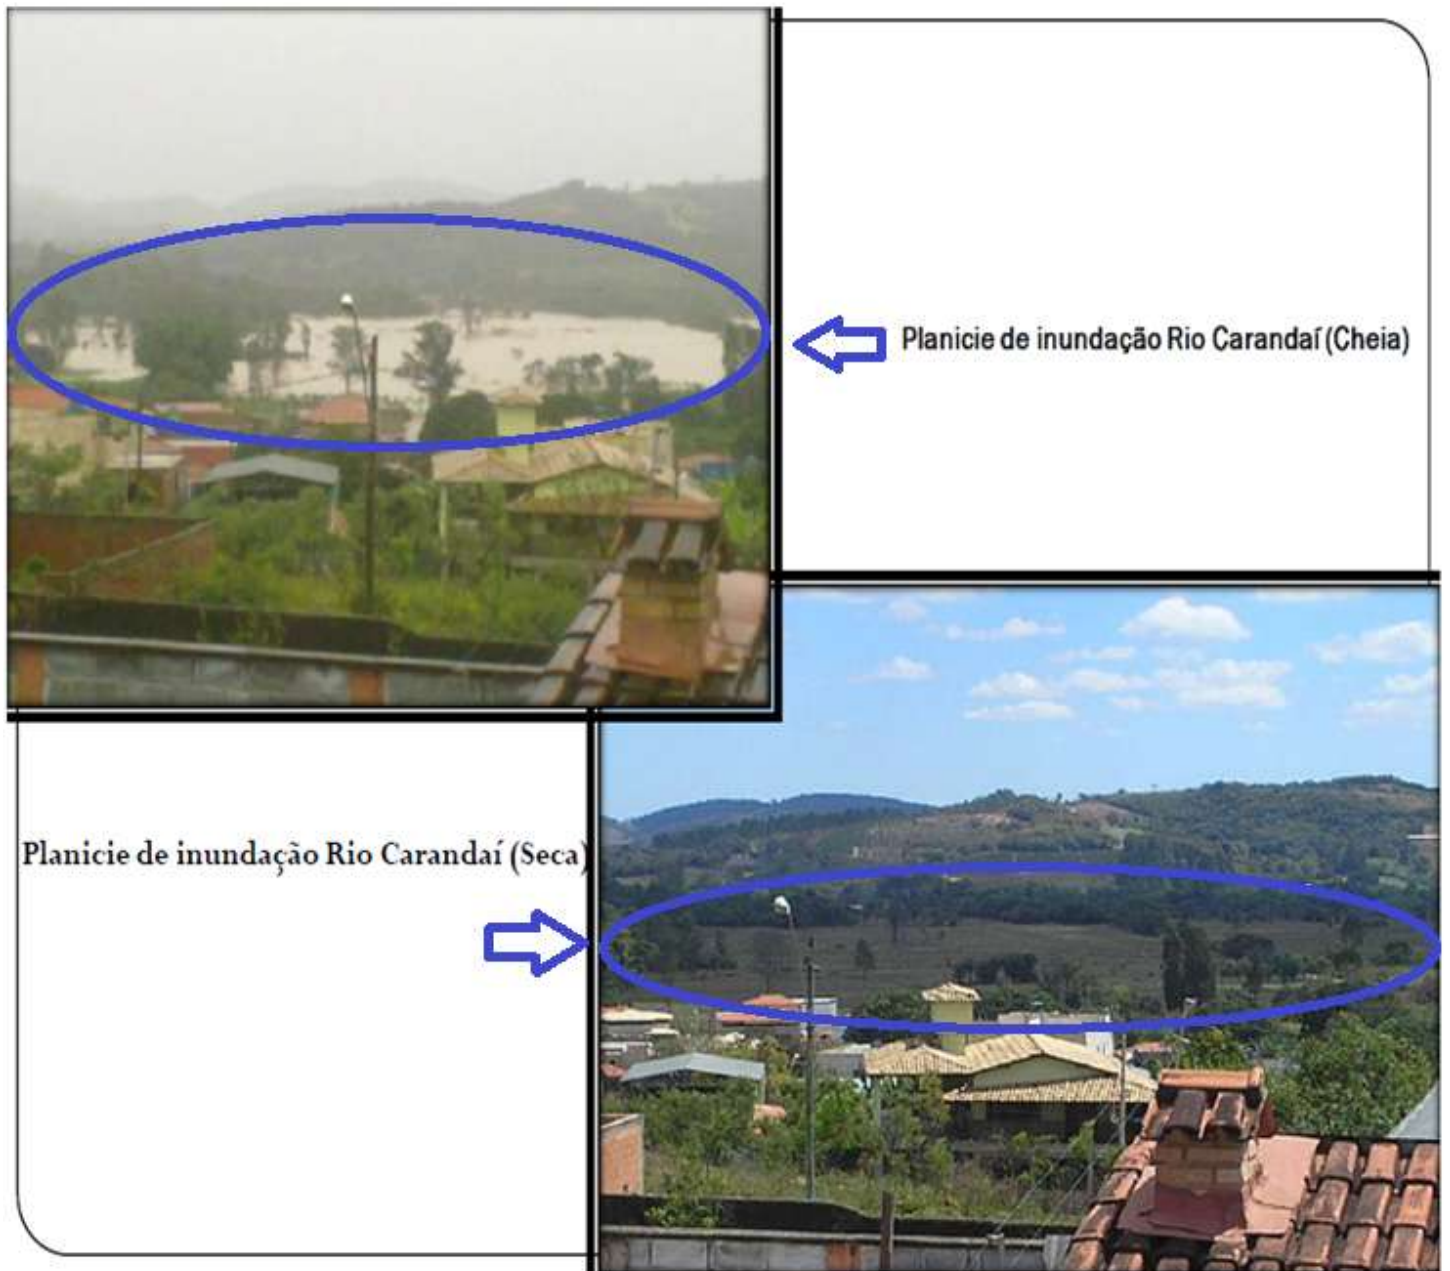 Planicie de inundação Rio Carandaí (Cheia)
Planicie de inundação Rio Carandaí (Seca)